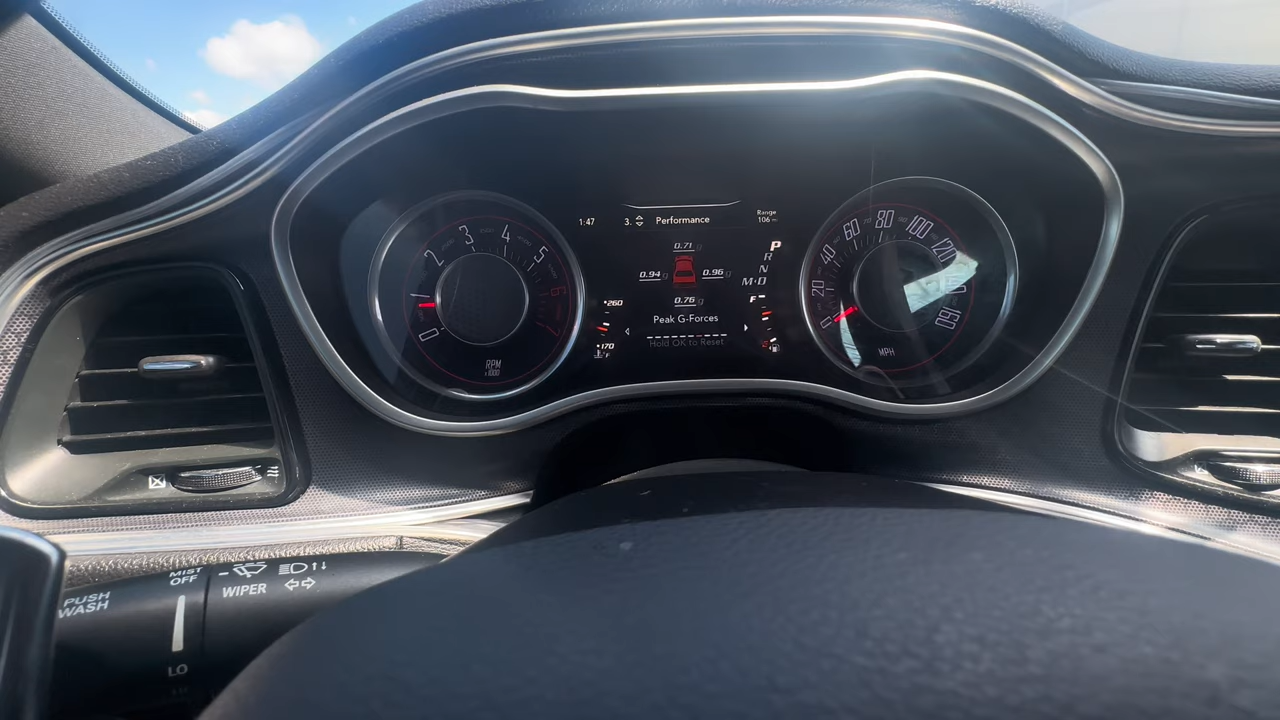 1:47
3. Performance
Range
106
0.71 g
0.94 g
0.96 g
0.76 g
Peak G-Forces
Hold OK to Reset
P
R
N
M D
260
170
°F
F
0
1
2
3
4
5
6
7
RPM
x1000
0
20
40
60
80
100
120
160
MPH
PUSH
WASH
MIST
OFF
LO
WIPER